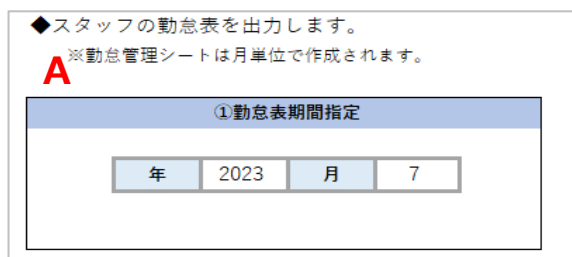 ◆スタッフの勤怠表を出力します。
※勤怠管理シートは月単位で作成されます。
A
①勤怠表期間指定
年 2023 月 7